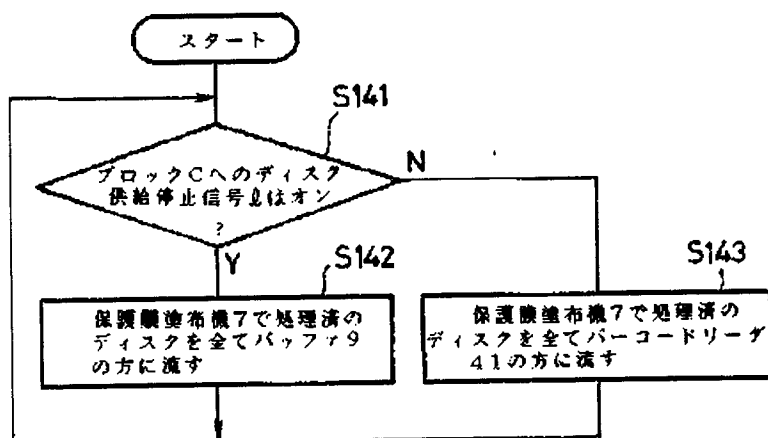 スタート
S141
ブロックCへのディスク
供給停止信号ℓはオン
?
N
Y
S142
保護膜塗布機7で処理済の
ディスクを全てバッファ9
の方に流す
S143
保護膜塗布機7で処理済の
ディスクを全てバーコードリーダ
41の方に流す